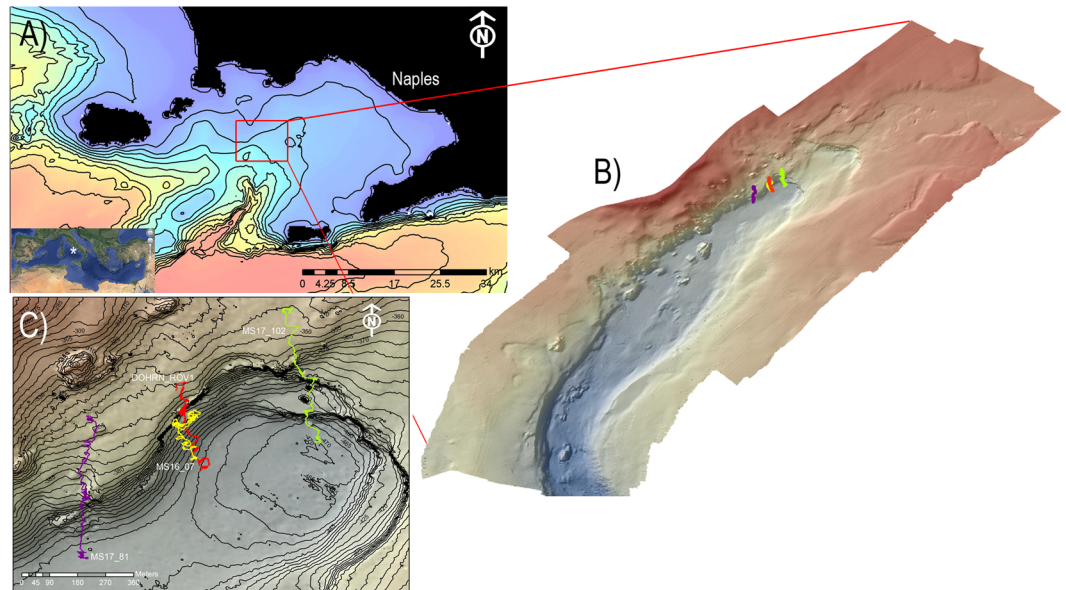 A)
N
Naples
km
0 4.25 8.5 17 25.5 34
B)
C)
N
MS17_102
DOHRN_ROV1
MS16_07
MS17_81
-300
-360
-470
Meters
0 45 90 180 270 360